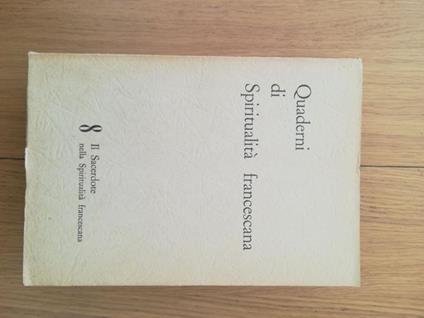 Quaderni
di
Spiritualità francescana
8 Il Sacerdote
nella Spiritualità francescana